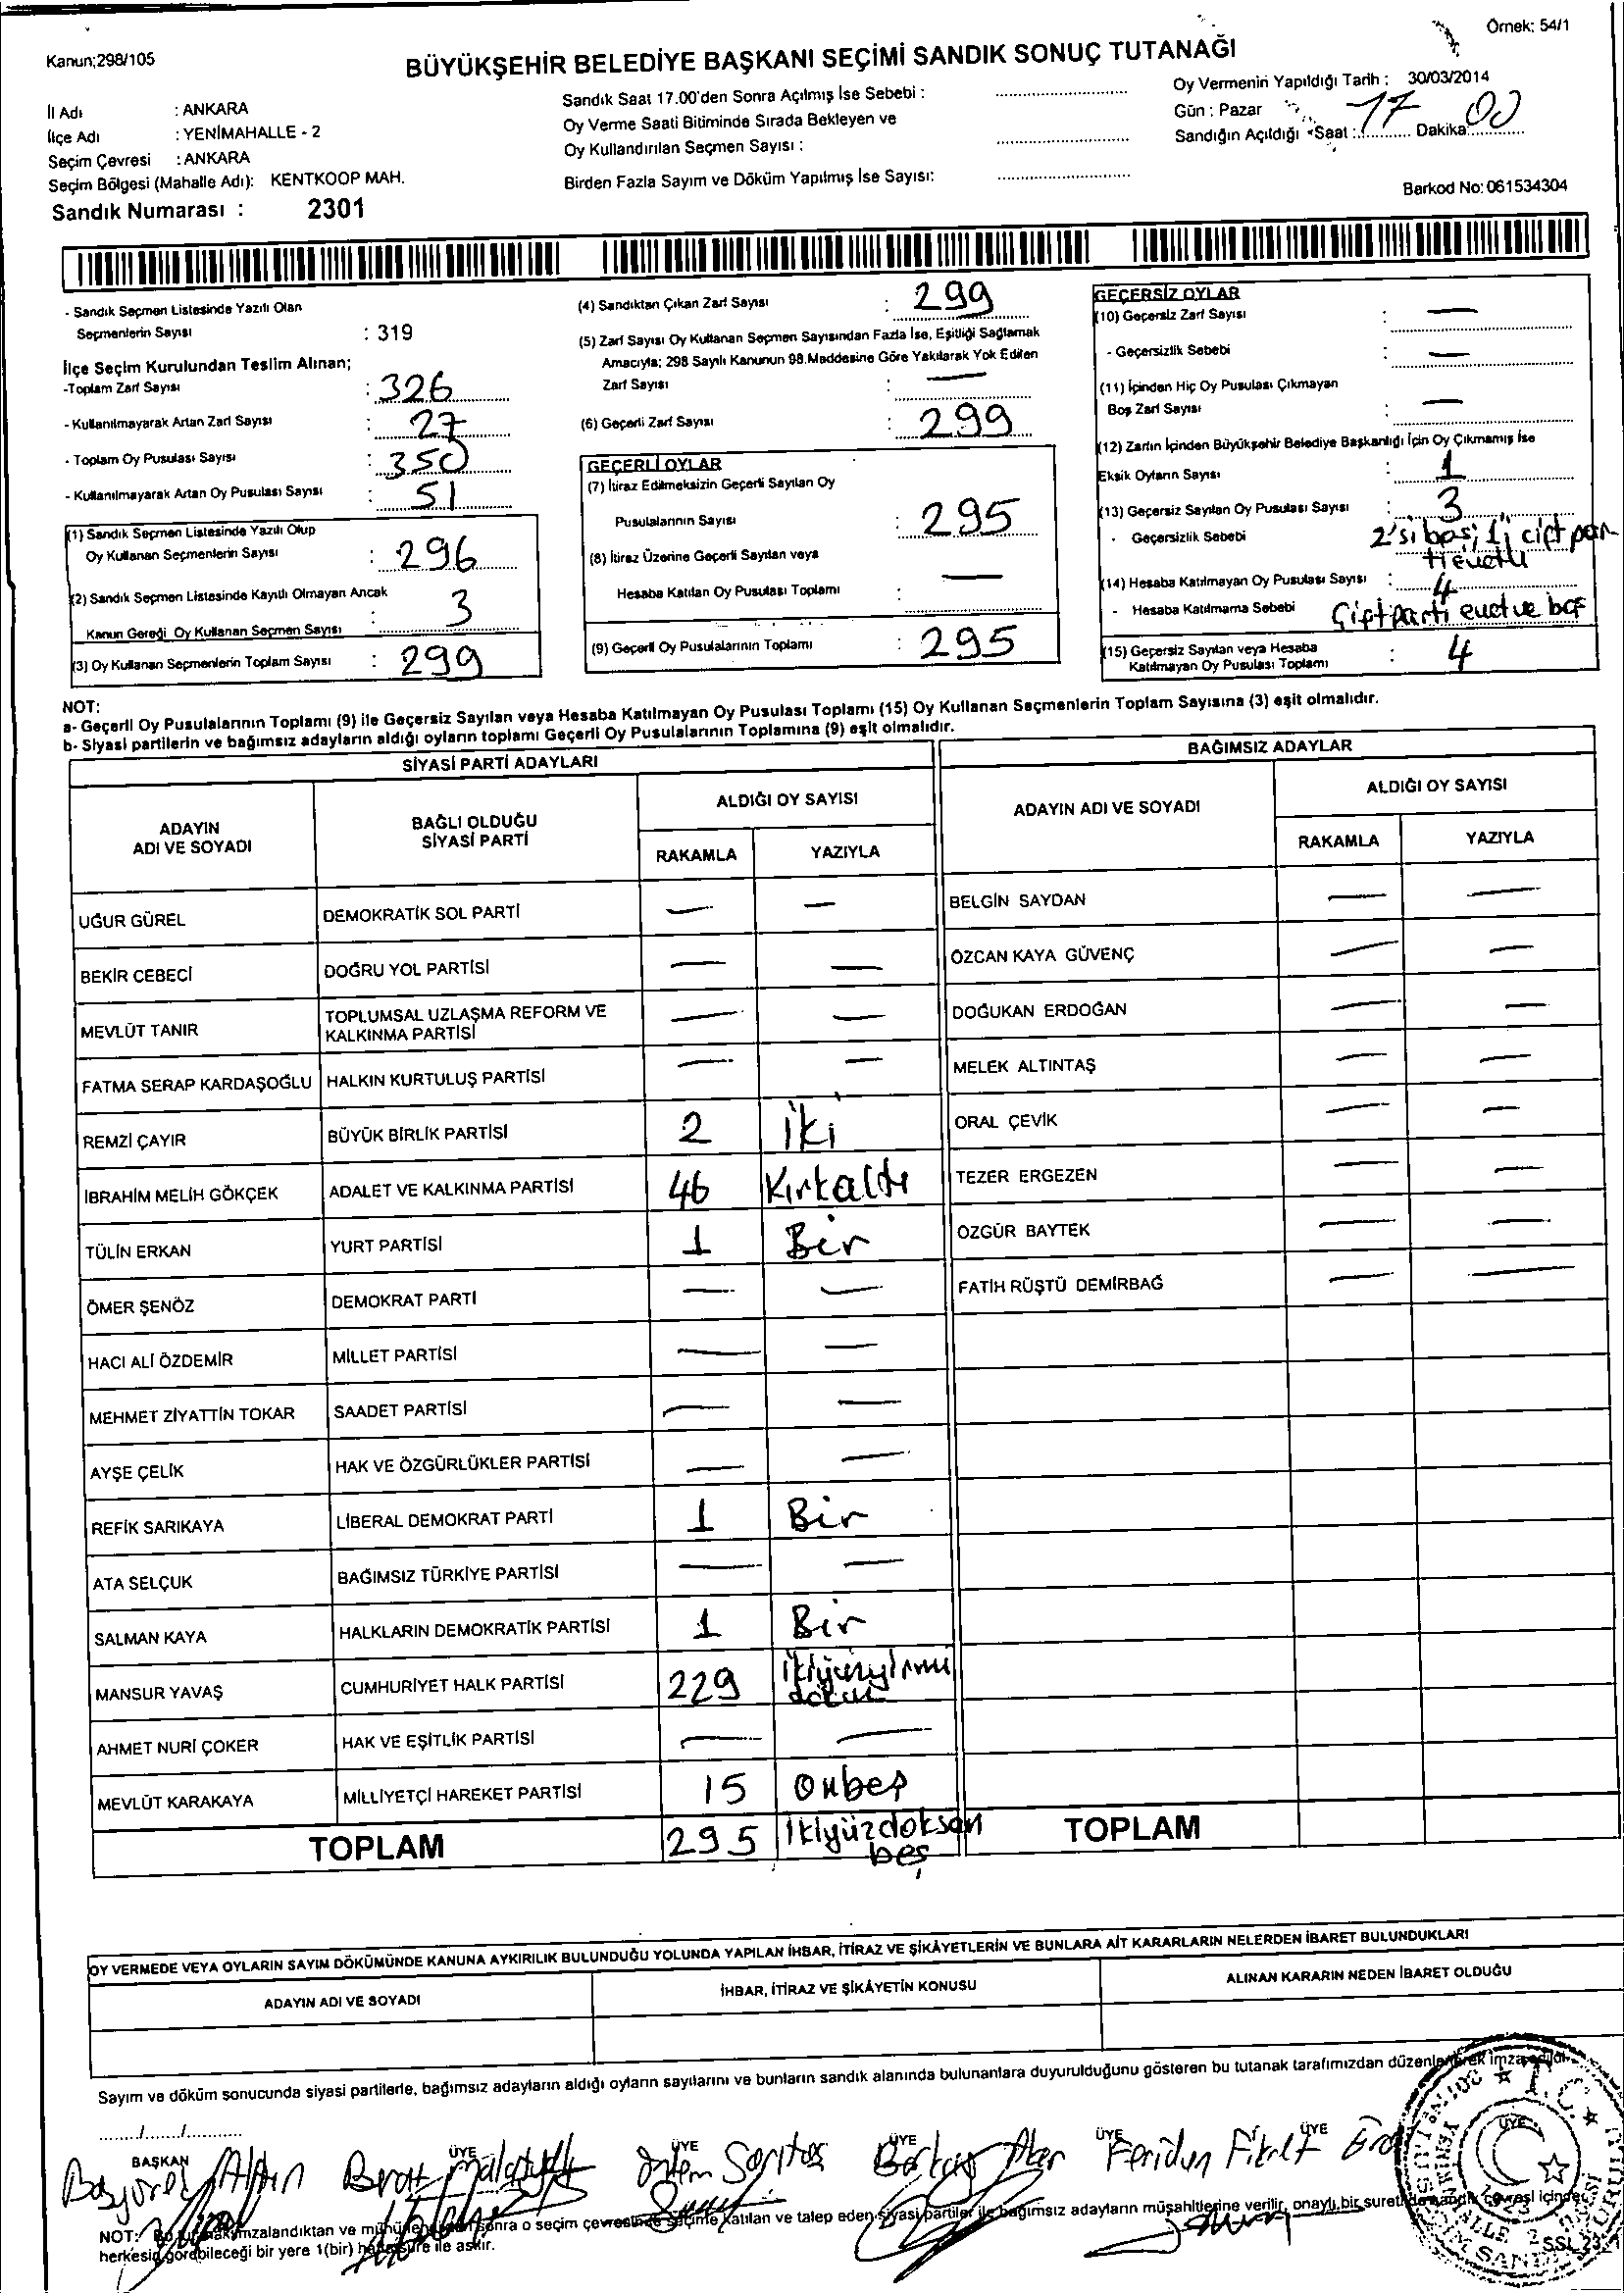 Örnek: 54/1
Kanun;298/105
BÜYÜKŞEHİR BELEDİYE BAŞKANI SEÇİMİ SANDIK SONUÇ TUTANAĞI
İl Adı : ANKARA
İlçe Adı : YENİMAHALLE - 2
Seçim Çevresi : ANKARA
Seçim Bölgesi (Mahalle Adı): KENTKOOP MAH.
Sandık Numarası : 2301
Sandık Saat 17.00'den Sonra Açılmış İse Sebebi : ..............................
Oy Verme Saati Bitiminde Sırada Bekleyen ve
Oy Kullandırılan Seçmen Sayısı : ..............................
Birden Fazla Sayım ve Döküm Yapılmış İse Sayısı: ..............................
Oy Vermenin Yapıldığı Tarih : 30/03/2014
Gün : Pazar
Sandığın Açıldığı Saat : 17 Dakika: 00
Barkod No: 061534304
- Sandık Seçmen Listesinde Yazılı Olan
Seçmenlerin Sayısı : 319
İlçe Seçim Kurulundan Teslim Alınan;
-Toplam Zarf Sayısı : 326
- Kullanılmayarak Artan Zarf Sayısı : 27
- Toplam Oy Pusulası Sayısı : 350
- Kullanılmayarak Artan Oy Pusulası Sayısı : 51
(1) Sandık Seçmen Listesinde Yazılı Olup
Oy Kullanan Seçmenlerin Sayısı : 296
(2) Sandık Seçmen Listesinde Kayıtlı Olmayan Ancak
Kanun Gereği Oy Kullanan Seçmen Sayısı : 3
(3) Oy Kullanan Seçmenlerin Toplam Sayısı : 299
(4) Sandıktan Çıkan Zarf Sayısı : 299
(5) Zarf Sayısı Oy Kullanan Seçmen Sayısından Fazla İse, Eşitliği Sağlamak
Amacıyla; 298 Sayılı Kanunun 98.Maddesine Göre Yakılarak Yok Edilen
Zarf Sayısı : —
(6) Geçerli Zarf Sayısı : 299
GEÇERLİ OYLAR
(7) İtiraz Edilmeksizin Geçerli Sayılan Oy
Pusulalarının Sayısı : 295
(8) İtiraz Üzerine Geçerli Sayılan veya
Hesaba Katılan Oy Pusulası Toplamı : —
(9) Geçerli Oy Pusulalarının Toplamı : 295
GEÇERSİZ OYLAR
(10) Geçersiz Zarf Sayısı : —
- Geçersizlik Sebebi : —
(11) İçinden Hiç Oy Pusulası Çıkmayan
Boş Zarf Sayısı : —
(12) Zarfın İçinden Büyükşehir Belediye Başkanlığı İçin Oy Çıkmamış İse
Eksik Oyların Sayısı : 1
(13) Geçersiz Sayılan Oy Pusulası Sayısı : 3
- Geçersizlik Sebebi 2'si boş; 1'i çift par-
ti evetli
(14) Hesaba Katılmayan Oy Pusulası Sayısı : 4
- Hesaba Katılmama Sebebi Çift parti evet ve boş
(15) Geçersiz Sayılan veya Hesaba
Katılmayan Oy Pusulası Toplamı : 4
NOT:
a- Geçerli Oy Pusulalarının Toplamı (9) ile Geçersiz Sayılan veya Hesaba Katılmayan Oy Pusulası Toplamı (15) Oy Kullanan Seçmenlerin Toplam Sayısına (3) eşit olmalıdır.
b- Siyasi partilerin ve bağımsız adayların aldığı oyların toplamı Geçerli Oy Pusulalarının Toplamına (9) eşit olmalıdır.
SİYASİ PARTİ ADAYLARI
ADAYIN
ADI VE SOYADI
BAĞLI OLDUĞU
SİYASİ PARTİ
ALDIĞI OY SAYISI
RAKAMLA YAZIYLA
UĞUR GÜREL DEMOKRATİK SOL PARTİ — —
BEKİR CEBECİ DOĞRU YOL PARTİSİ — —
MEVLÜT TANIR TOPLUMSAL UZLAŞMA REFORM VE
KALKINMA PARTİSİ — —
FATMA SERAP KARDAŞOĞLU HALKIN KURTULUŞ PARTİSİ — —
REMZİ ÇAYIR BÜYÜK BİRLİK PARTİSİ 2 İki
İBRAHİM MELİH GÖKÇEK ADALET VE KALKINMA PARTİSİ 46 Kırkaltı
TÜLİN ERKAN YURT PARTİSİ 1 Bir
ÖMER ŞENÖZ DEMOKRAT PARTİ — —
HACI ALİ ÖZDEMİR MİLLET PARTİSİ — —
MEHMET ZİYATTİN TOKAR SAADET PARTİSİ — —
AYŞE ÇELİK HAK VE ÖZGÜRLÜKLER PARTİSİ — —
REFİK SARIKAYA LİBERAL DEMOKRAT PARTİ 1 Bir
ATA SELÇUK BAĞIMSIZ TÜRKİYE PARTİSİ — —
SALMAN KAYA HALKLARIN DEMOKRATİK PARTİSİ 1 Bir
MANSUR YAVAŞ CUMHURİYET HALK PARTİSİ 229 ikiyüzyirmi
dokuz
AHMET NURİ ÇOKER HAK VE EŞİTLİK PARTİSİ — —
MEVLÜT KARAKAYA MİLLİYETÇİ HAREKET PARTİSİ 15 Onbeş
TOPLAM 295 İkiyüzdoksan
beş
BAĞIMSIZ ADAYLAR
ADAYIN ADI VE SOYADI
ALDIĞI OY SAYISI
RAKAMLA YAZIYLA
BELGİN SAYDAN — —
ÖZCAN KAYA GÜVENÇ — —
DOĞUKAN ERDOĞAN — —
MELEK ALTINTAŞ — —
ORAL ÇEVİK — —
TEZER ERGEZEN — —
ÖZGÜR BAYTEK — —
FATİH RÜŞTÜ DEMİRBAĞ — —
TOPLAM
OY VERMEDE VEYA OYLARIN SAYIM DÖKÜMÜNDE KANUNA AYKIRILIK BULUNDUĞU YOLUNDA YAPILAN İHBAR, İTİRAZ VE ŞİKÂYETLERİN VE BUNLARA AİT KARARLARIN NELERDEN İBARET BULUNDUKLARI
ADAYIN ADI VE SOYADI
İHBAR, İTİRAZ VE ŞİKÂYETİN KONUSU
ALINAN KARARIN NEDEN İBARET OLDUĞU
Sayım ve döküm sonucunda siyasi partilerle, bağımsız adayların aldığı oyların sayılarını ve bunların sandık alanında bulunanlara duyurulduğunu gösteren bu tutanak tarafımızdan düzenlenerek imza edildi.
......./......./............
BAŞKAN ÜYE ÜYE ÜYE ÜYE ÜYE ÜYE
Altan Berat Feridun Fikret
NOT: Bu tutanak imzalandıktan ve mühürlendikten sonra o seçim çevresinde seçime katılan ve talep eden siyasi partiler ile bağımsız adayların müşahitlerine verilir, onaylı bir sureti de sandık çevresi içinde
herkesin görebileceği bir yere 1(bir) hafta süre ile asılır.
T.C.